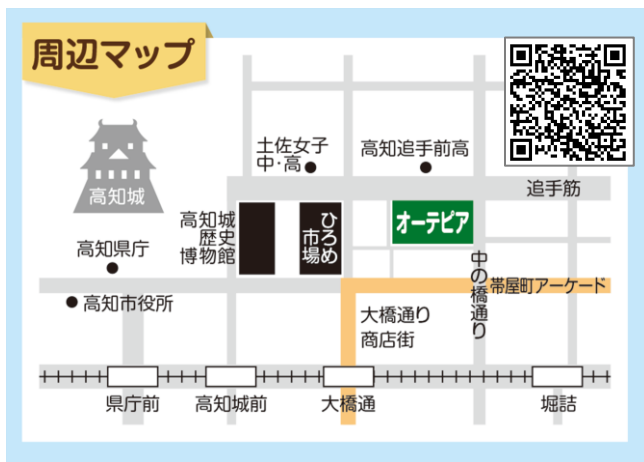 周辺マップ
土佐女子
中・高
高知追手前高
高知城
追手筋
高知城
歴史
博物館
ひろめ
市場
オーテピア
高知県庁
中の橋通り
帯屋町アーケード
高知市役所
大橋通り
商店街
県庁前
高知城前
大橋通
堀詰